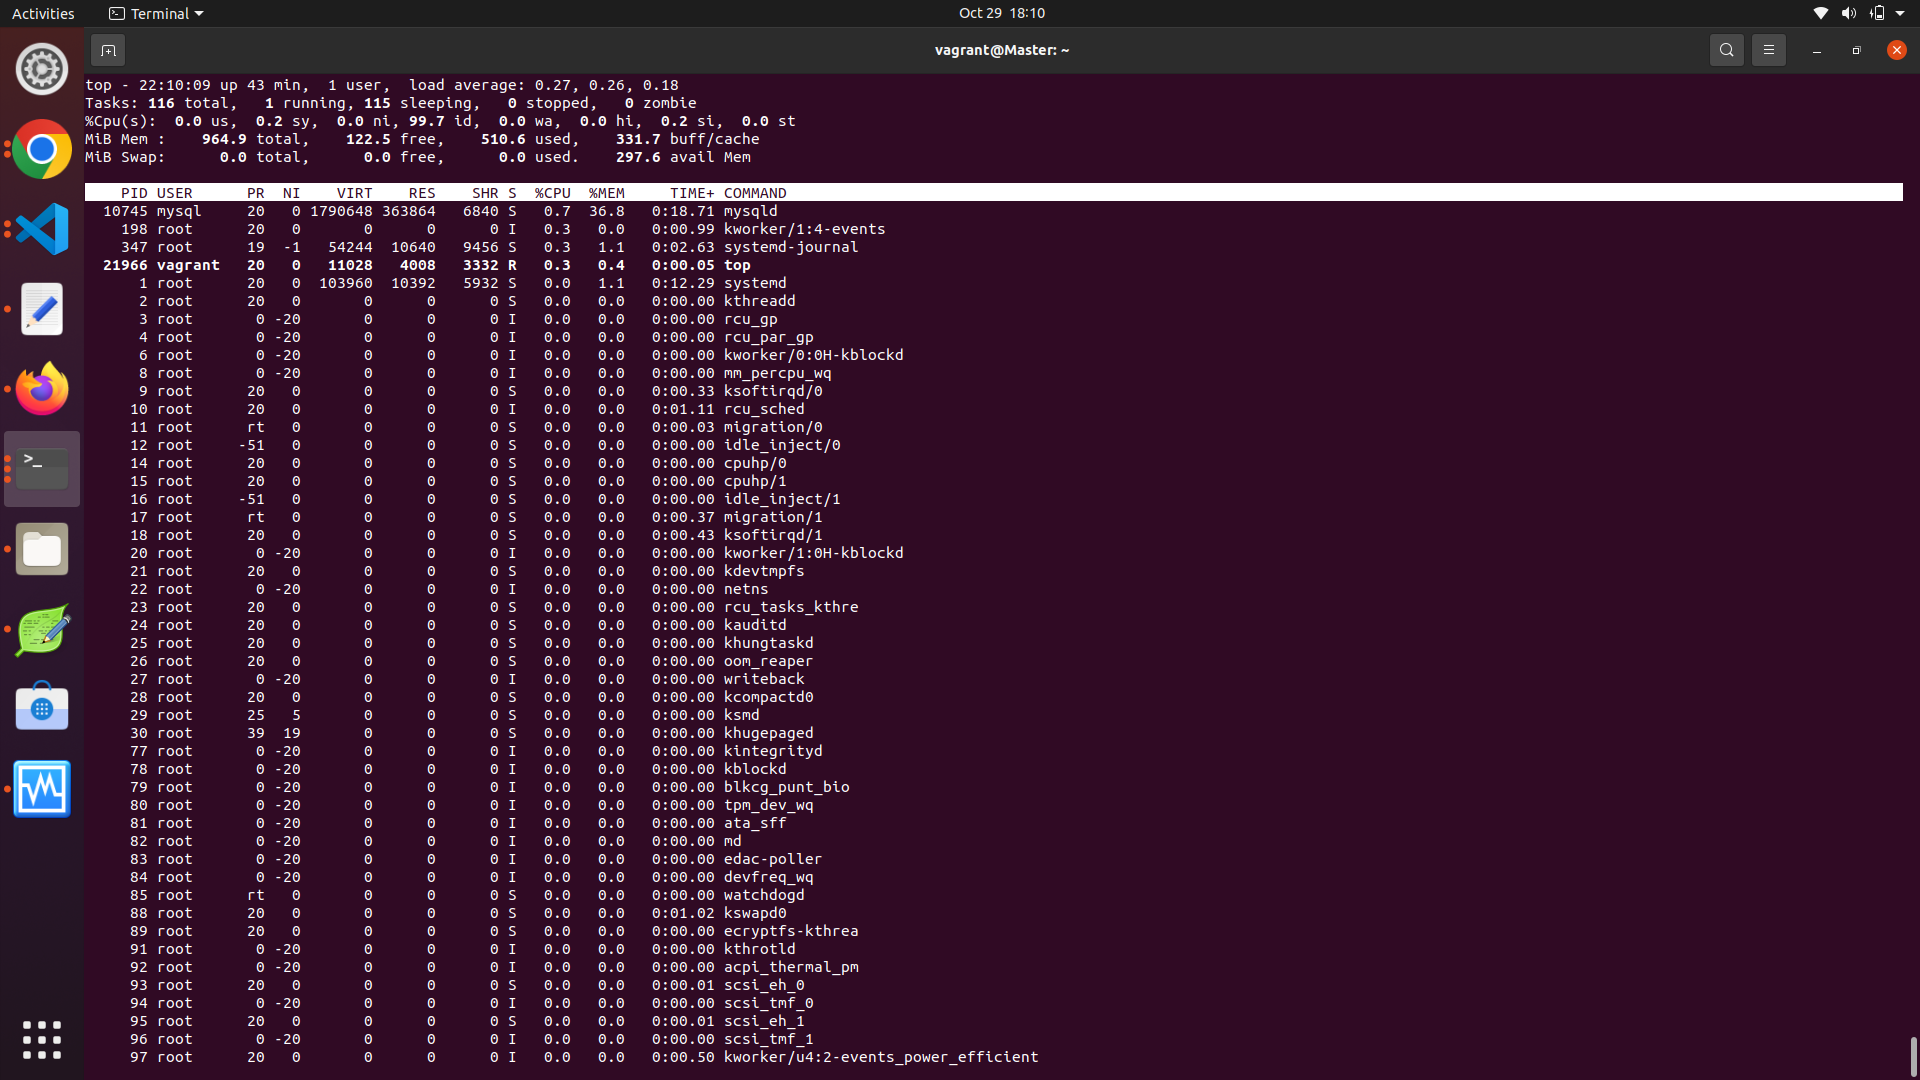 Activities Terminal Oct 29 18:10
vagrant@Master: ~
top - 22:10:09 up 43 min,  1 user,  load average: 0.27, 0.26, 0.18
Tasks: 116 total,   1 running, 115 sleeping,   0 stopped,   0 zombie
%Cpu(s):  0.0 us,  0.2 sy,  0.0 ni, 99.7 id,  0.0 wa,  0.0 hi,  0.2 si,  0.0 st
MiB Mem :    964.9 total,    122.5 free,    510.6 used,    331.7 buff/cache
MiB Swap:      0.0 total,      0.0 free,      0.0 used.    297.6 avail Mem
PID USER      PR  NI    VIRT    RES    SHR S  %CPU  %MEM     TIME+ COMMAND
10745 mysql     20   0 1790648 363864   6840 S   0.7  36.8   0:18.71 mysqld
198 root      20   0       0      0      0 I   0.3   0.0   0:00.99 kworker/1:4-events
347 root      19  -1   54244  10640   9456 S   0.3   1.1   0:02.63 systemd-journal
21966 vagrant   20   0   11028   4008   3332 R   0.3   0.4   0:00.05 top
1 root      20   0  103960  10392   5932 S   0.0   1.1   0:12.29 systemd
2 root      20   0       0      0      0 S   0.0   0.0   0:00.00 kthreadd
3 root       0 -20       0      0      0 I   0.0   0.0   0:00.00 rcu_gp
4 root       0 -20       0      0      0 I   0.0   0.0   0:00.00 rcu_par_gp
6 root       0 -20       0      0      0 I   0.0   0.0   0:00.00 kworker/0:0H-kblockd
8 root       0 -20       0      0      0 I   0.0   0.0   0:00.00 mm_percpu_wq
9 root      20   0       0      0      0 S   0.0   0.0   0:00.33 ksoftirqd/0
10 root      20   0       0      0      0 I   0.0   0.0   0:01.11 rcu_sched
11 root      rt   0       0      0      0 S   0.0   0.0   0:00.03 migration/0
12 root     -51   0       0      0      0 S   0.0   0.0   0:00.00 idle_inject/0
14 root      20   0       0      0      0 S   0.0   0.0   0:00.00 cpuhp/0
15 root      20   0       0      0      0 S   0.0   0.0   0:00.00 cpuhp/1
16 root     -51   0       0      0      0 S   0.0   0.0   0:00.00 idle_inject/1
17 root      rt   0       0      0      0 S   0.0   0.0   0:00.37 migration/1
18 root      20   0       0      0      0 S   0.0   0.0   0:00.43 ksoftirqd/1
20 root       0 -20       0      0      0 I   0.0   0.0   0:00.00 kworker/1:0H-kblockd
21 root      20   0       0      0      0 S   0.0   0.0   0:00.00 kdevtmpfs
22 root       0 -20       0      0      0 I   0.0   0.0   0:00.00 netns
23 root      20   0       0      0      0 S   0.0   0.0   0:00.00 rcu_tasks_kthre
24 root      20   0       0      0      0 S   0.0   0.0   0:00.00 kauditd
25 root      20   0       0      0      0 S   0.0   0.0   0:00.00 khungtaskd
26 root      20   0       0      0      0 S   0.0   0.0   0:00.00 oom_reaper
27 root       0 -20       0      0      0 I   0.0   0.0   0:00.00 writeback
28 root      20   0       0      0      0 S   0.0   0.0   0:00.00 kcompactd0
29 root      25   5       0      0      0 S   0.0   0.0   0:00.00 ksmd
30 root      39  19       0      0      0 S   0.0   0.0   0:00.00 khugepaged
77 root       0 -20       0      0      0 I   0.0   0.0   0:00.00 kintegrityd
78 root       0 -20       0      0      0 I   0.0   0.0   0:00.00 kblockd
79 root       0 -20       0      0      0 I   0.0   0.0   0:00.00 blkcg_punt_bio
80 root       0 -20       0      0      0 I   0.0   0.0   0:00.00 tpm_dev_wq
81 root       0 -20       0      0      0 I   0.0   0.0   0:00.00 ata_sff
82 root       0 -20       0      0      0 I   0.0   0.0   0:00.00 md
83 root       0 -20       0      0      0 I   0.0   0.0   0:00.00 edac-poller
84 root       0 -20       0      0      0 I   0.0   0.0   0:00.00 devfreq_wq
85 root      rt   0       0      0      0 S   0.0   0.0   0:00.00 watchdogd
88 root      20   0       0      0      0 S   0.0   0.0   0:01.02 kswapd0
89 root      20   0       0      0      0 S   0.0   0.0   0:00.00 ecryptfs-kthrea
91 root       0 -20       0      0      0 I   0.0   0.0   0:00.00 kthrotld
92 root       0 -20       0      0      0 I   0.0   0.0   0:00.00 acpi_thermal_pm
93 root      20   0       0      0      0 S   0.0   0.0   0:00.01 scsi_eh_0
94 root       0 -20       0      0      0 I   0.0   0.0   0:00.00 scsi_tmf_0
95 root      20   0       0      0      0 S   0.0   0.0   0:00.01 scsi_eh_1
96 root       0 -20       0      0      0 I   0.0   0.0   0:00.00 scsi_tmf_1
97 root      20   0       0      0      0 I   0.0   0.0   0:00.50 kworker/u4:2-events_power_efficient